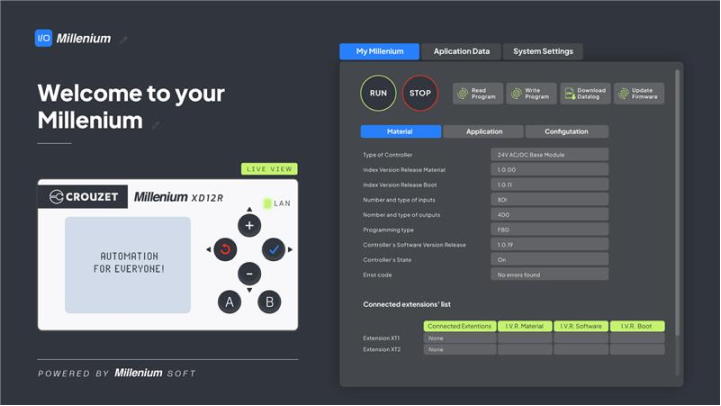 I/O Millenium
Welcome to your
Millenium
LIVE VIEW
CROUZET Millenium XD12R
LAN
AUTOMATION
FOR EVERYONE!
+
-
A B
POWERED BY Millenium SOFT
My Millenium Aplication Data System Settings
RUN STOP
Read
Program
Write
Program
Download
Datalog
Update
Firmware
Material Application Configutation
Type of Controller 24V AC/DC Base Module
Index Version Release Material 1.0.00
Index Version Release Boot 1.0.11
Number and type of inputs 8DI
Number and type of outputs 4DO
Programming type FBD
Controller's Software Version Release 1.0.19
Controller's State On
Error code No errors found
Connected extensions' list
Connected Extentions I.V.R. Material I.V.R. Software I.V.R. Boot
Extension XT1 None
Extension XT2 None